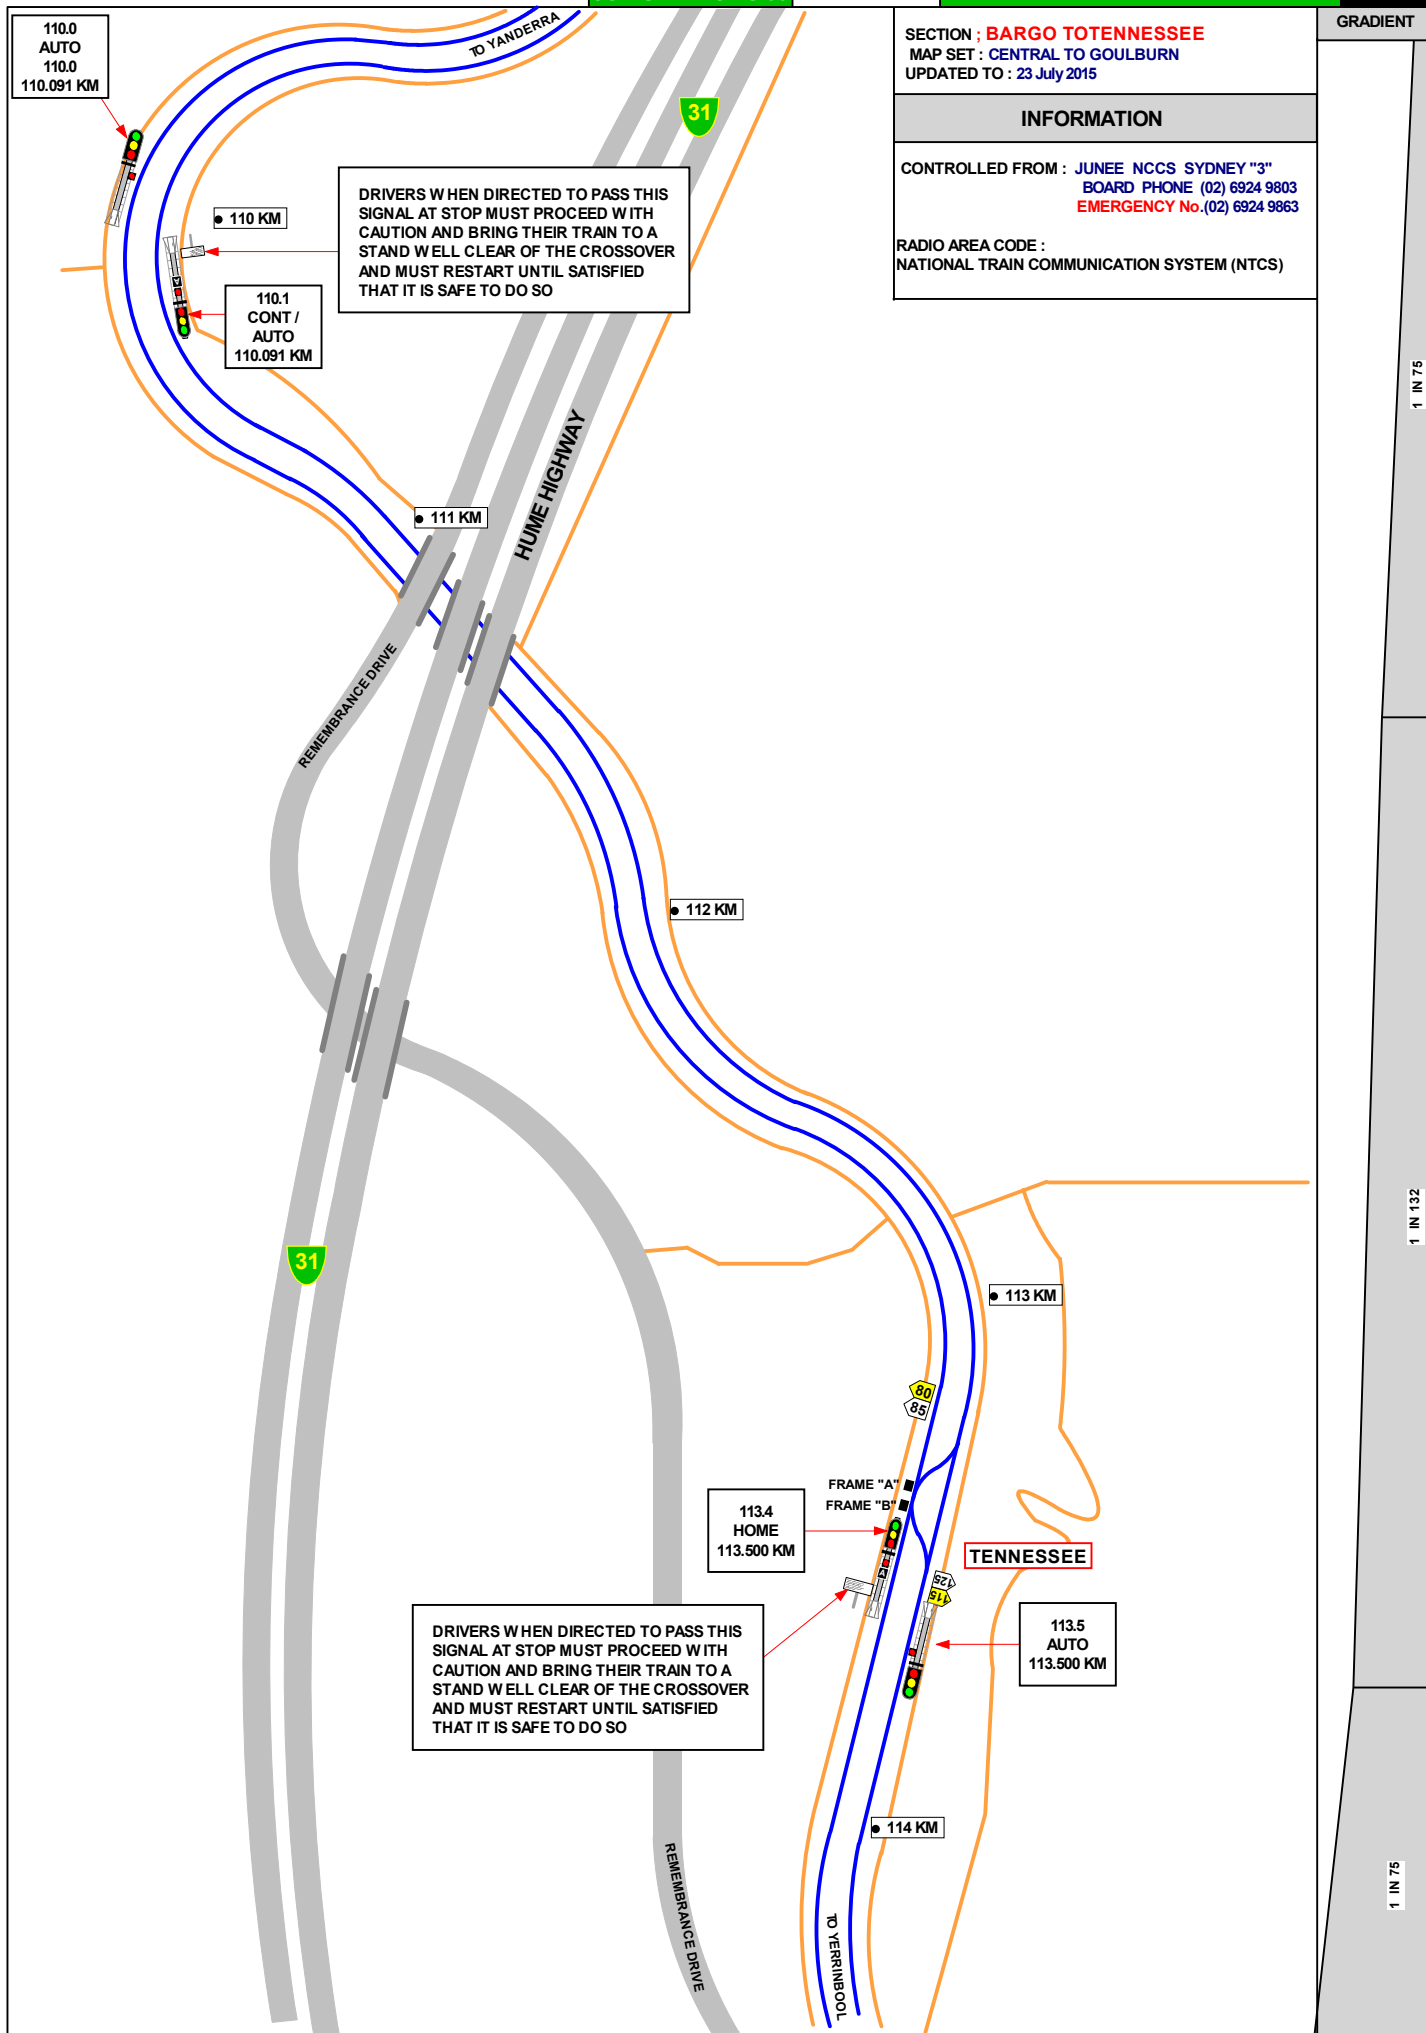 GRADIENT
SECTION ; BARGO TOTENNESSEE
MAP SET : CENTRAL TO GOULBURN
UPDATED TO : 23 July 2015
INFORMATION
CONTROLLED FROM : JUNEE NCCS SYDNEY "3"
BOARD PHONE (02) 6924 9803
EMERGENCY No.(02) 6924 9863
RADIO AREA CODE :
NATIONAL TRAIN COMMUNICATION SYSTEM (NTCS)
110.0
AUTO
110.0
110.091 KM
TO YANDERRA
31
110 KM
DRIVERS WHEN DIRECTED TO PASS THIS
SIGNAL AT STOP MUST PROCEED WITH
CAUTION AND BRING THEIR TRAIN TO A
STAND WELL CLEAR OF THE CROSSOVER
AND MUST RESTART UNTIL SATISFIED
THAT IT IS SAFE TO DO SO
110.1
CONT /
AUTO
110.091 KM
1 IN 75
HUME HIGHWAY
111 KM
REMEMBRANCE DRIVE
112 KM
1 IN 132
31
113 KM
80
85
FRAME "A"
FRAME "B"
113.4
HOME
113.500 KM
TENNESSEE
125
115
113.5
AUTO
113.500 KM
DRIVERS WHEN DIRECTED TO PASS THIS
SIGNAL AT STOP MUST PROCEED WITH
CAUTION AND BRING THEIR TRAIN TO A
STAND WELL CLEAR OF THE CROSSOVER
AND MUST RESTART UNTIL SATISFIED
THAT IT IS SAFE TO DO SO
114 KM
1 IN 75
REMEMBRANCE DRIVE
TO YERRINBOOL